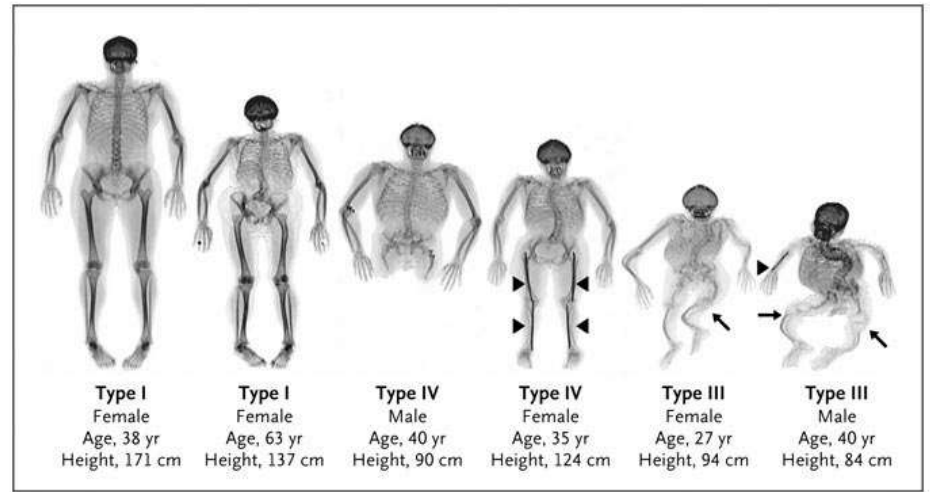 Type I
Female
Age, 38 yr
Height, 171 cm
Type I
Female
Age, 63 yr
Height, 137 cm
Type IV
Male
Age, 40 yr
Height, 90 cm
Type IV
Female
Age, 35 yr
Height, 124 cm
Type III
Female
Age, 27 yr
Height, 94 cm
Type III
Male
Age, 40 yr
Height, 84 cm